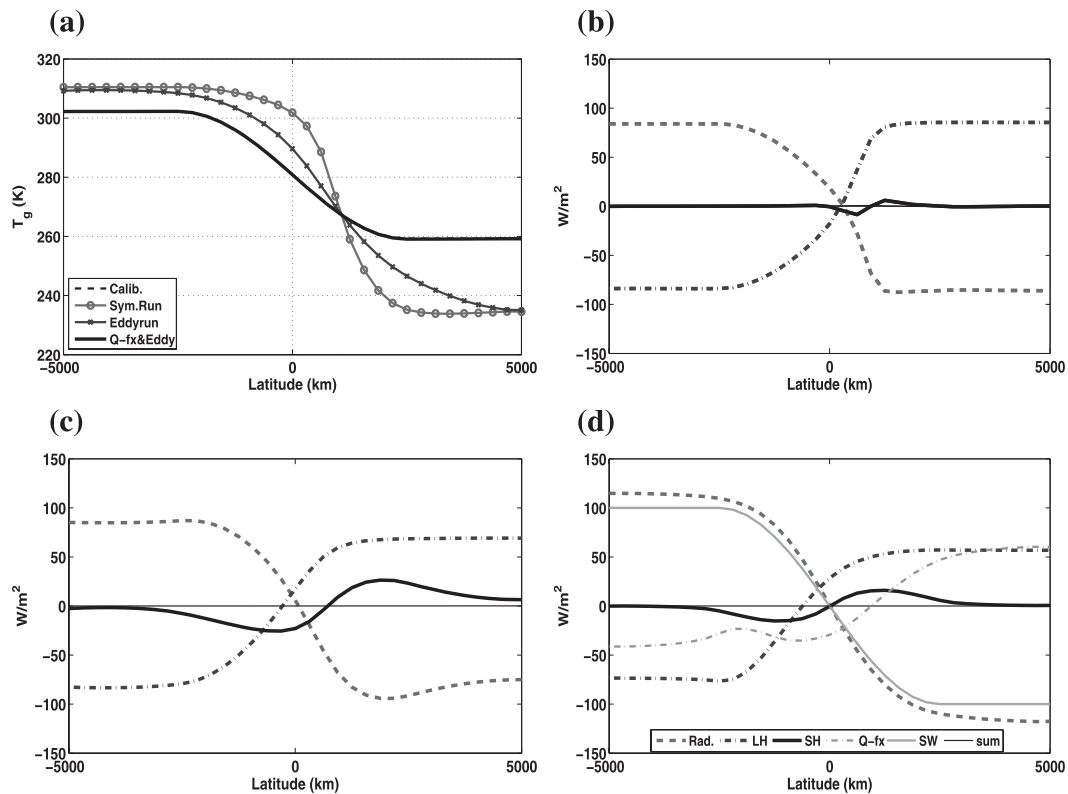 (a)
320
300
280
260
240
220
T_g (K)
Calib.
Sym.Run
Eddyrun
Q-fx&Eddy
-5000 0 5000
Latitude (km)
(b)
150
100
50
0
-50
-100
-150
W/m²
-5000 0 5000
Latitude (km)
(c)
150
100
50
0
-50
-100
-150
W/m²
-5000 0 5000
Latitude (km)
(d)
150
100
50
0
-50
-100
-150
W/m²
Rad. LH SH Q-fx SW sum
-5000 0 5000
Latitude (km)